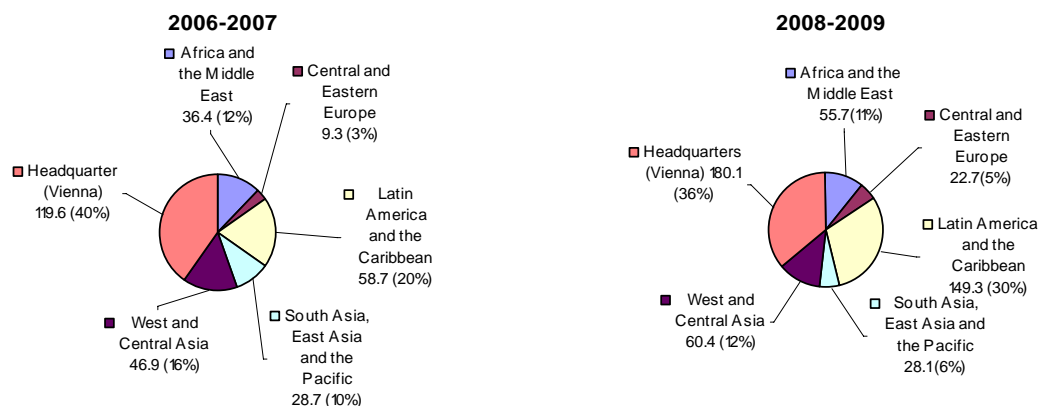 2006-2007
Africa and
the Middle
East
36.4 (12%)
Central and
Eastern
Europe
9.3 (3%)
Headquarter
(Vienna)
119.6 (40%)
Latin
America
and the
Caribbean
58.7 (20%)
West and
Central Asia
46.9 (16%)
South Asia,
East Asia
and the
Pacific
28.7 (10%)
2008-2009
Africa and the
Middle East
55.7(11%)
Central and
Eastern
Europe
22.7(5%)
Headquarters
(Vienna) 180.1
(36%)
Latin America
and the
Caribbean
149.3 (30%)
West and
Central Asia
60.4 (12%)
South Asia,
East Asia and
the Pacific
28.1(6%)